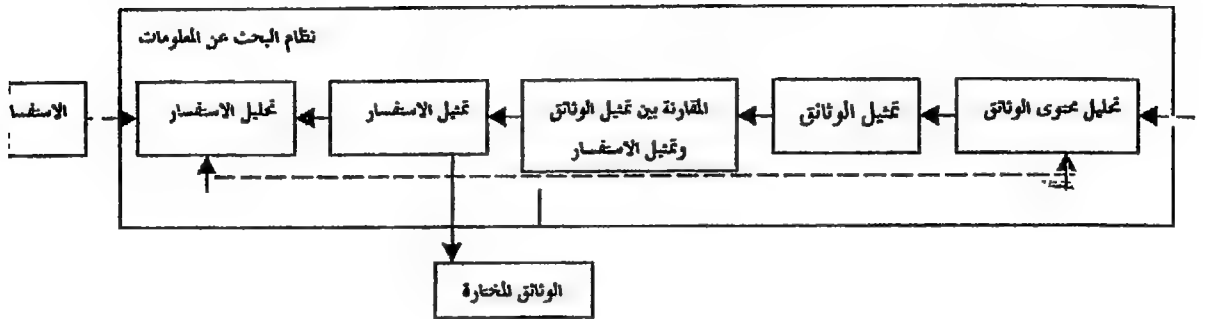 نظام البحث عن المعلومات
تحليل محتوى الوثائق
تمثيل الوثائق
المقارنة بين تمثيل الوثائق
وتمثيل الاستفسار
تمثيل الاستفسار
تحليل الاستفسار
الاستفسا
الوثائق المختارة